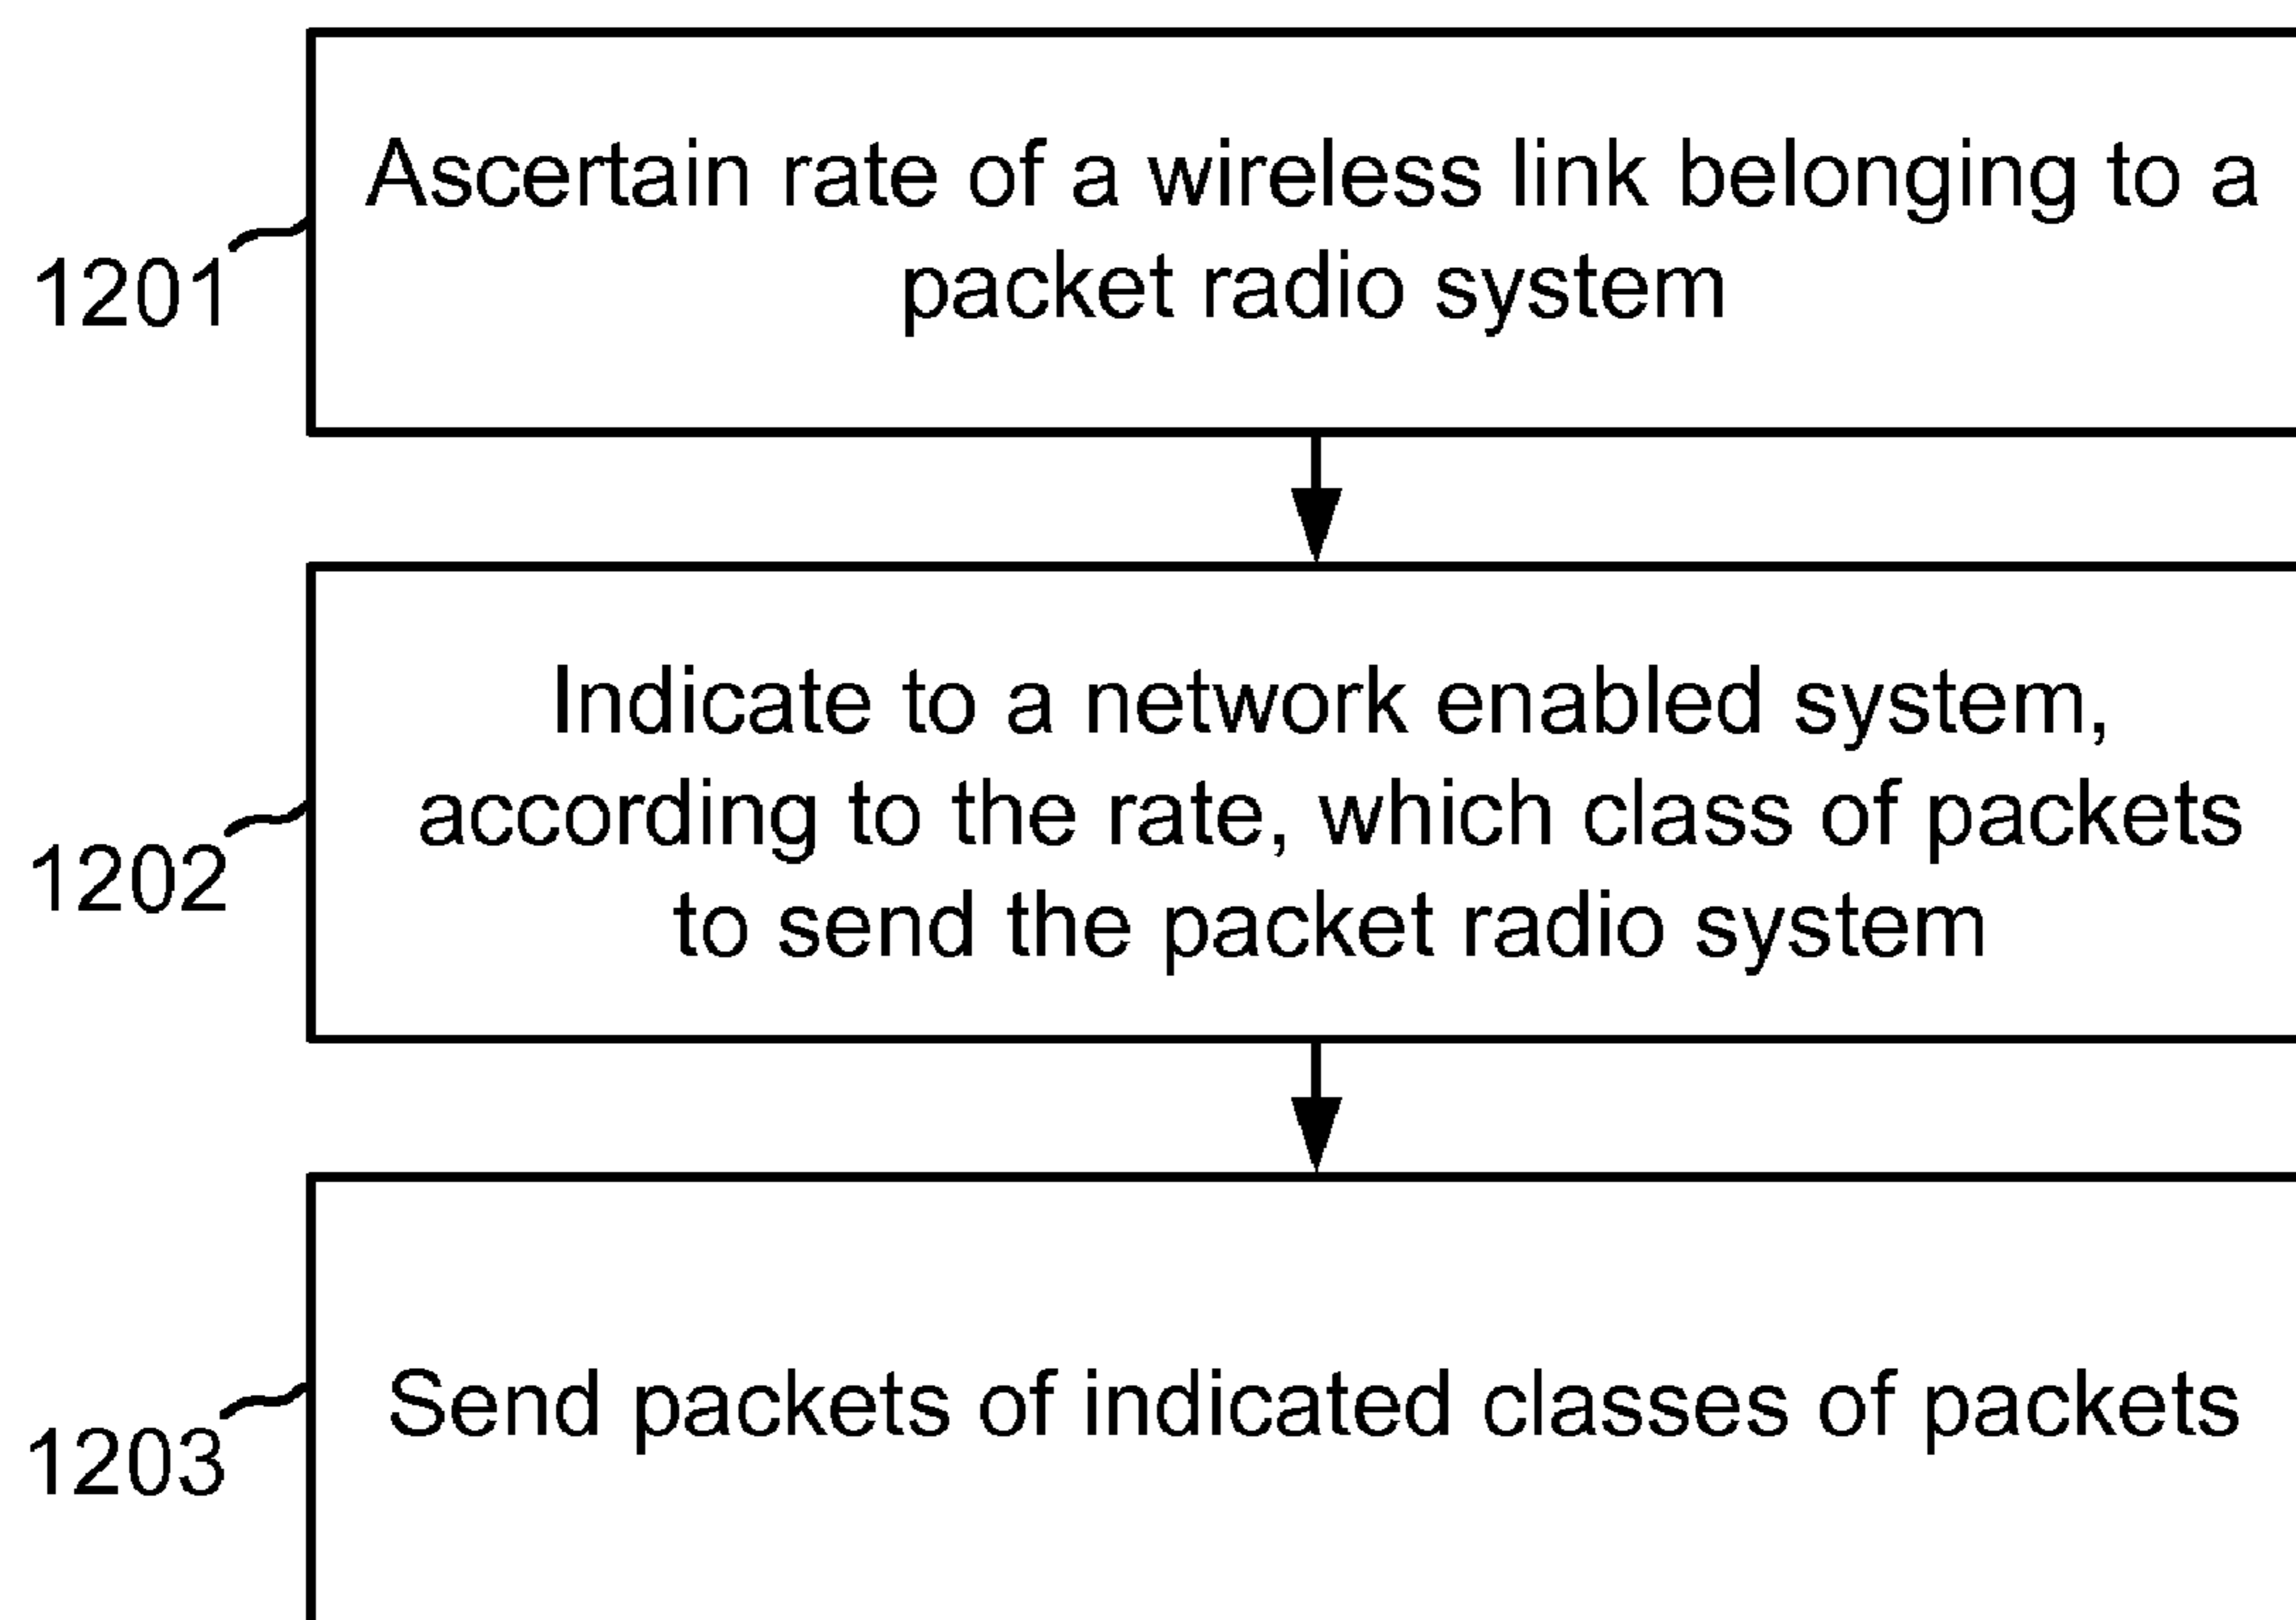 Ascertain rate of a wireless link belonging to a
packet radio system
1201
Indicate to a network enabled system,
according to the rate, which class of packets
to send the packet radio system
1202
Send packets of indicated classes of packets
1203